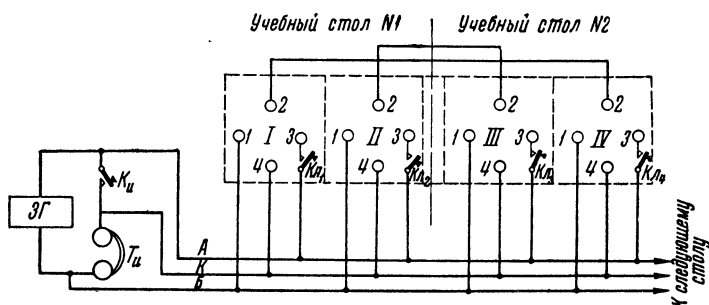 Учебный стол N1
Учебный стол N2
2 2 2 2
1 I 3 1 II 3 1 III 3 1 IV 3
4 Кл₁ 4 Кл₂ 4 Кл₃ 4 Кл₄
Ки
ЗГ
Ти
А
К
Б
К следующему
столу